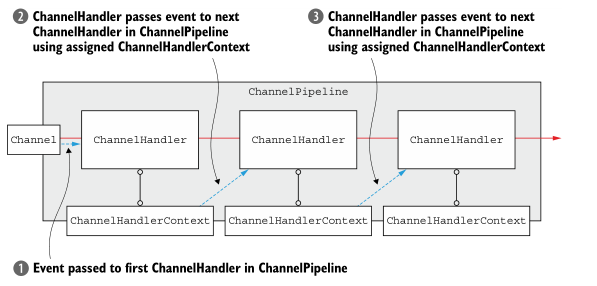 2 ChannelHandler passes event to next
ChannelHandler in ChannelPipeline
using assigned ChannelHandlerContext
3 ChannelHandler passes event to next
ChannelHandler in ChannelPipeline
using assigned ChannelHandlerContext
ChannelPipeline
Channel
ChannelHandler
ChannelHandler
ChannelHandler
ChannelHandlerContext
ChannelHandlerContext
ChannelHandlerContext
1 Event passed to first ChannelHandler in ChannelPipeline